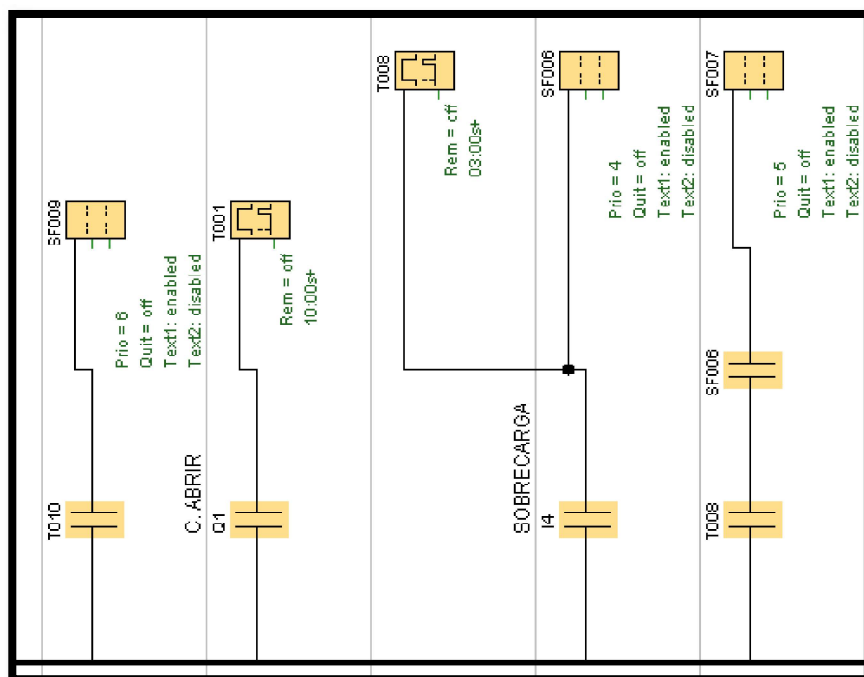 T010
SF009
Prio = 6
Quit = off
Text1: enabled
Text2: disabled
C. ABRIR
Q1
T001
Rem = off
10:00s+
T008
Rem = off
03:00s+
SOBRECARGA
I4
SF006
Prio = 4
Quit = off
Text1: enabled
Text2: disabled
T008
SF006
SF007
Prio = 5
Quit = off
Text1: enabled
Text2: disabled